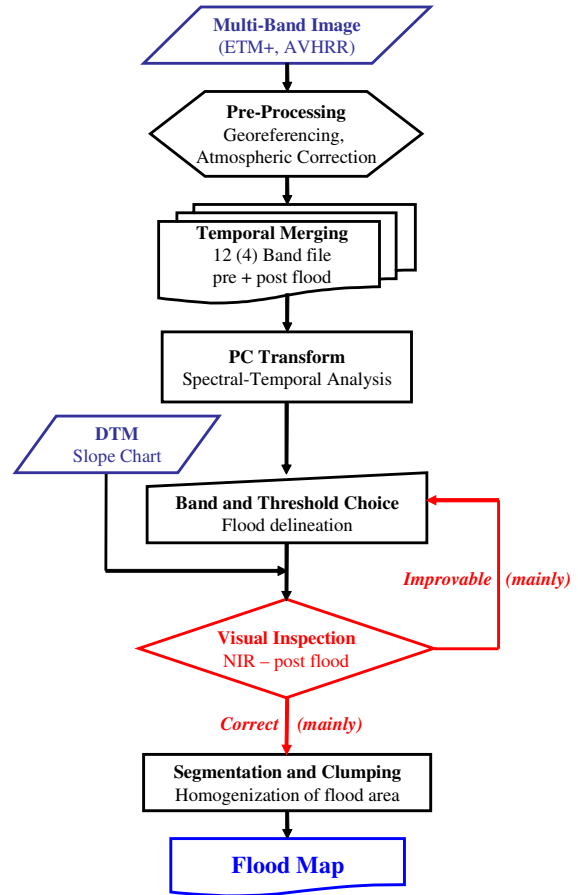 Multi-Band Image
(ETM+, AVHRR)
Pre-Processing
Georeferencing,
Atmospheric Correction
Temporal Merging
12 (4) Band file
pre + post flood
PC Transform
Spectral-Temporal Analysis
DTM
Slope Chart
Band and Threshold Choice
Flood delineation
Improvable (mainly)
Visual Inspection
NIR – post flood
Correct (mainly)
Segmentation and Clumping
Homogenization of flood area
Flood Map